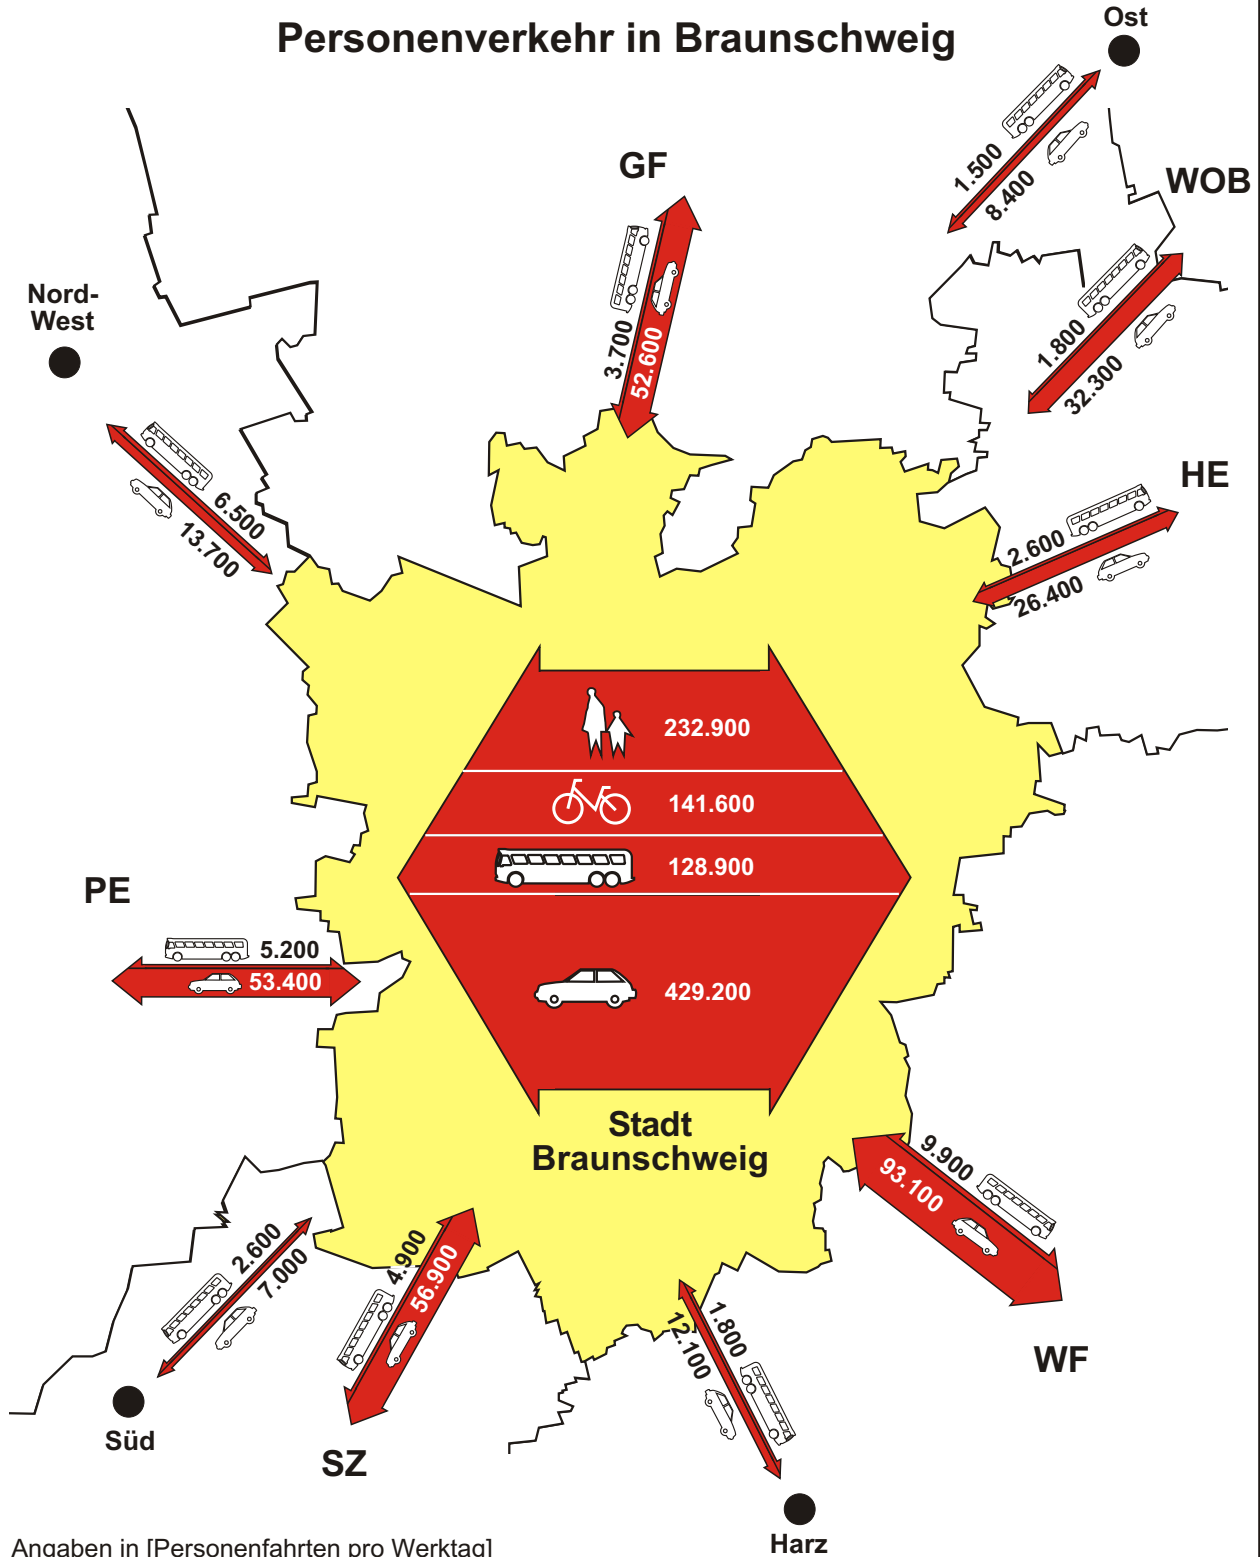 Personenverkehr in Braunschweig
Ost
1.500
8.400
WOB
GF
3.700
52.600
1.800
32.300
Nord-
West
6.500
13.700
HE
2.600
26.400
232.900
141.600
128.900
429.200
PE
5.200
53.400
Stadt
Braunschweig
9.900
93.100
WF
2.600
7.000
Süd
4.900
56.900
SZ
1.800
12.100
Harz
Angaben in [Personenfahrten pro Werktag]